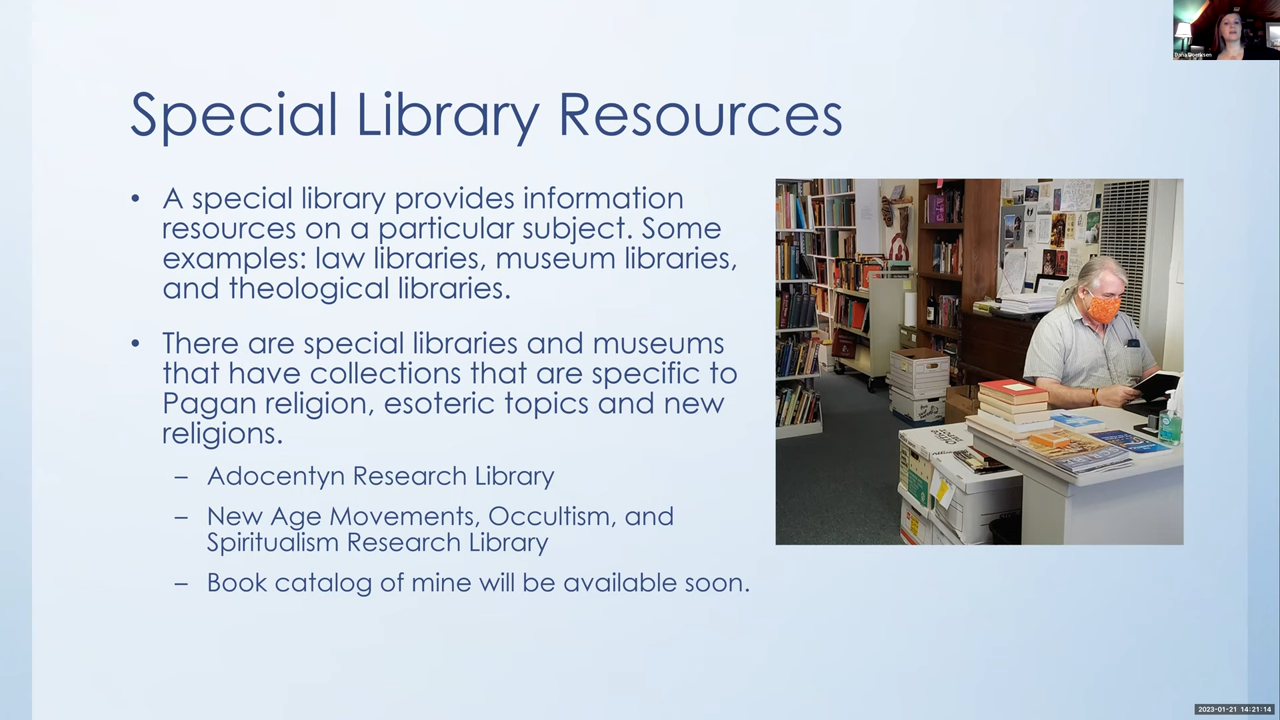 Special Library Resources
• A special library provides information
resources on a particular subject. Some
examples: law libraries, museum libraries,
and theological libraries.
• There are special libraries and museums
that have collections that are specific to
Pagan religion, esoteric topics and new
religions.
– Adocentyn Research Library
– New Age Movements, Occultism, and
Spiritualism Research Library
– Book catalog of mine will be available soon.
2023-01-21 14:21:14